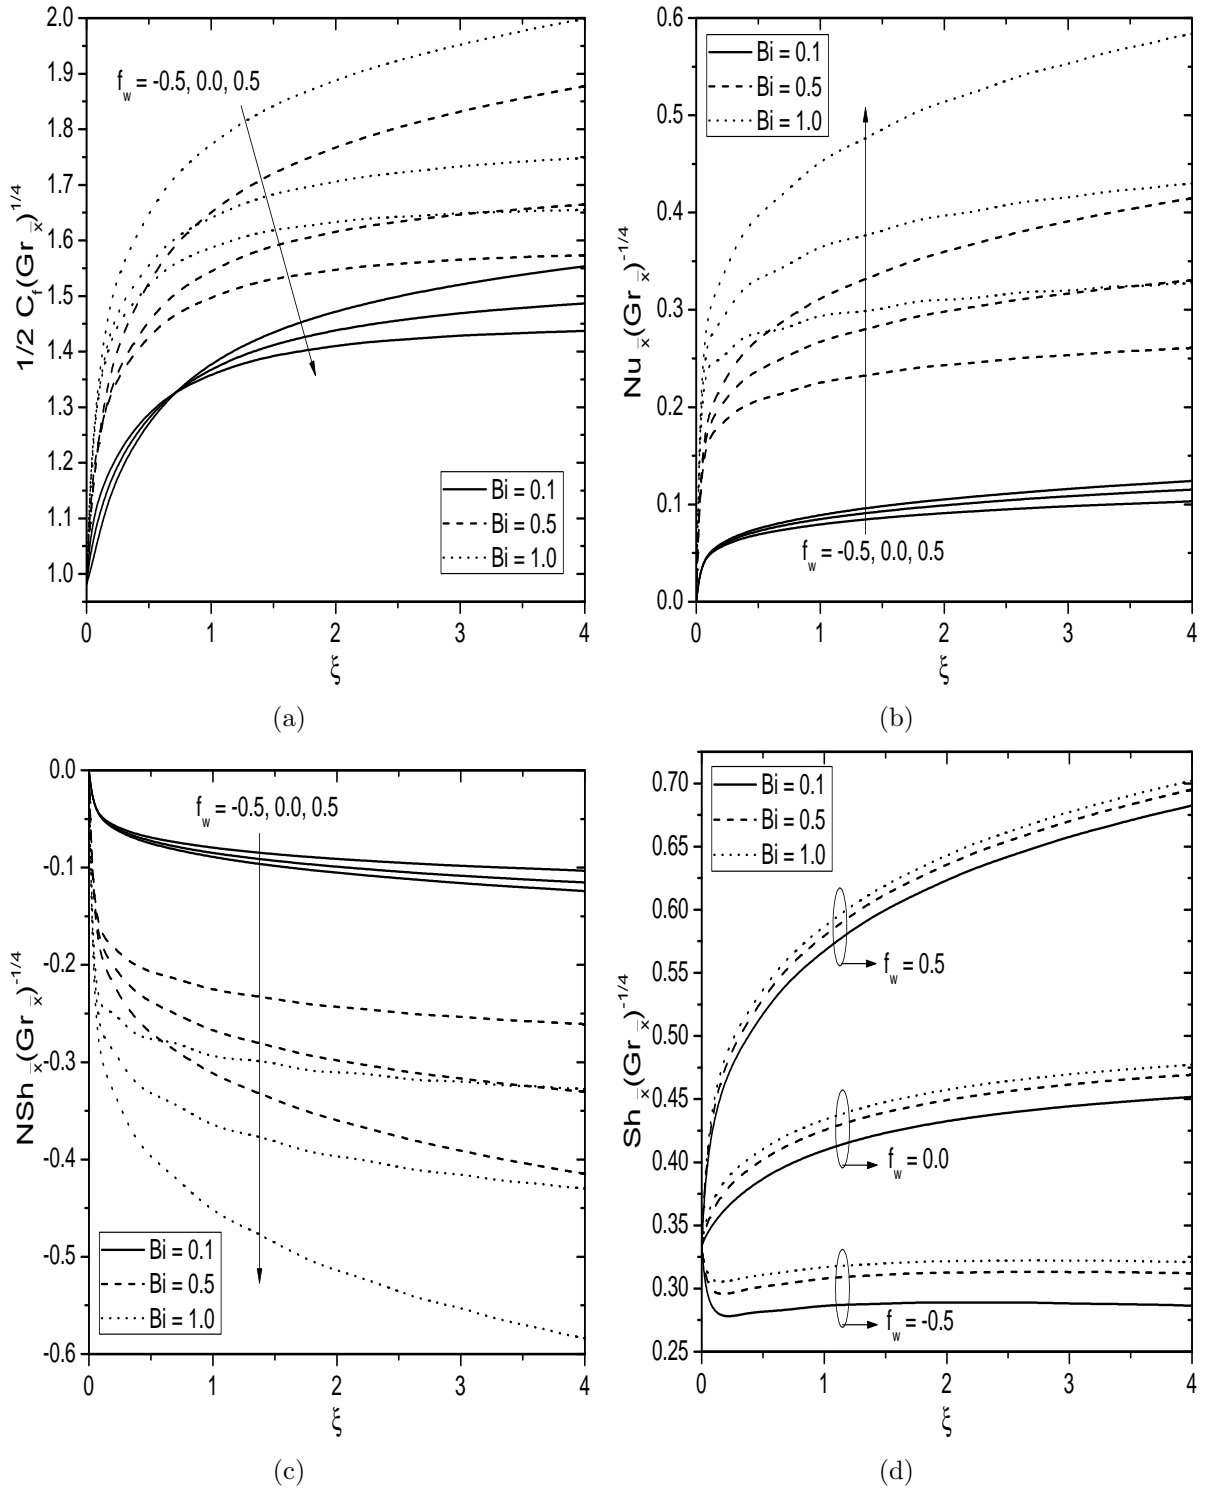 2.0
1.9
1.8
1.7
1.6
1.5
1.4
1.3
1.2
1.1
1.0
1/2 C_f(Gr_x̄)^1/4
f_w = -0.5, 0.0, 0.5
Bi = 0.1
Bi = 0.5
Bi = 1.0
0 1 2 3 4
ξ
(a)
0.6
0.5
0.4
0.3
0.2
0.1
0.0
Nu_x̄(Gr_x̄)^-1/4
Bi = 0.1
Bi = 0.5
Bi = 1.0
f_w = -0.5, 0.0, 0.5
0 1 2 3 4
ξ
(b)
0.0
-0.1
-0.2
-0.3
-0.4
-0.5
-0.6
NSh_x̄(Gr_x̄)^-1/4
f_w = -0.5, 0.0, 0.5
Bi = 0.1
Bi = 0.5
Bi = 1.0
0 1 2 3 4
ξ
(c)
0.70
0.65
0.60
0.55
0.50
0.45
0.40
0.35
0.30
0.25
Sh_x̄(Gr_x̄)^-1/4
Bi = 0.1
Bi = 0.5
Bi = 1.0
f_w = 0.5
f_w = 0.0
f_w = -0.5
0 1 2 3 4
ξ
(d)